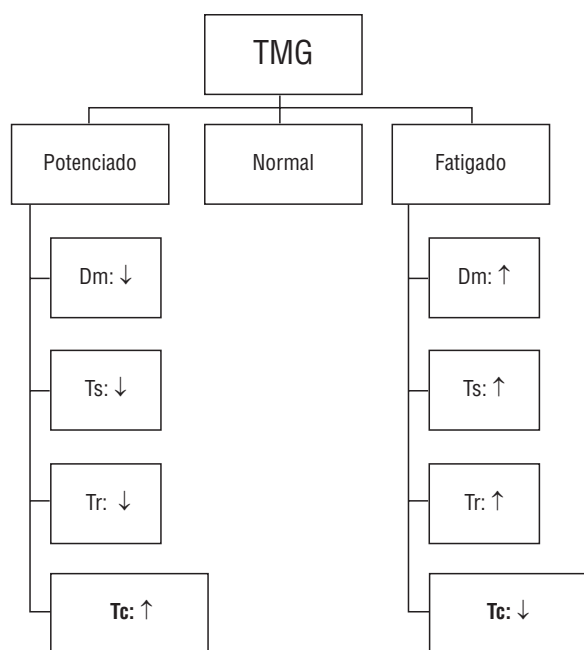 TMG
Potenciado
Normal
Fatigado
Dm: ↓
Dm: ↑
Ts: ↓
Ts: ↑
Tr: ↓
Tr: ↑
Tc: ↑
Tc: ↓